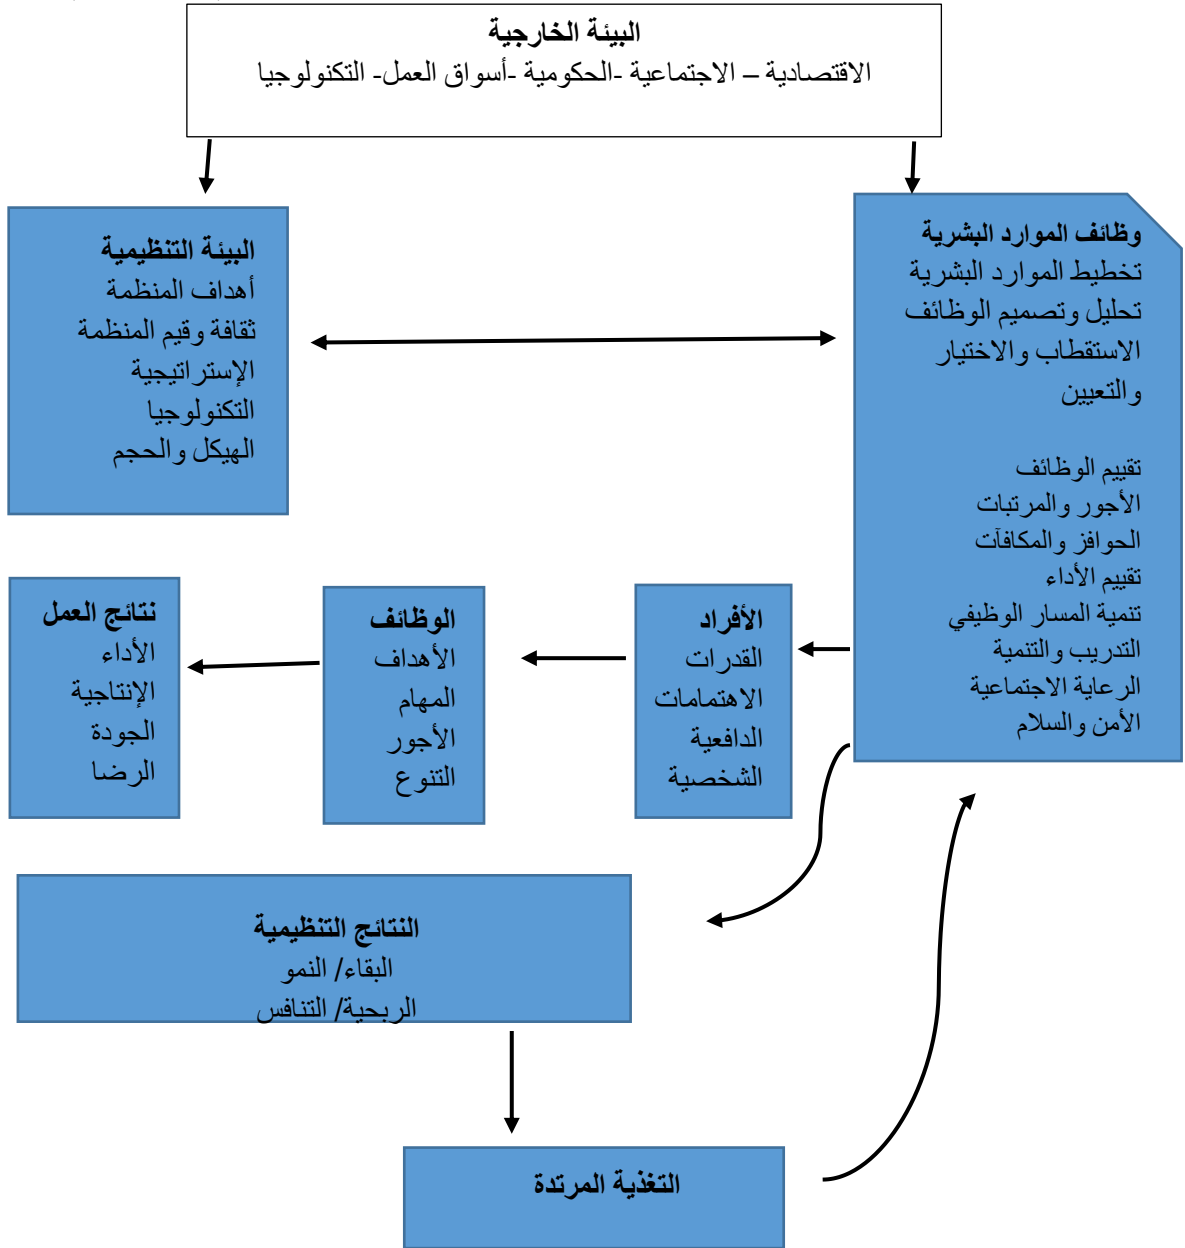 البيئة الخارجية
الاقتصادية – الاجتماعية -الحكومية -أسواق العمل- التكنولوجيا
وظائف الموارد البشرية
تخطيط الموارد البشرية
تحليل وتصميم الوظائف
الاستقطاب والاختيار
والتعيين
تقييم الوظائف
الأجور والمرتبات
الحوافز والمكافآت
تقييم الأداء
تنمية المسار الوظيفي
التدريب والتنمية
الرعاية الاجتماعية
الأمن والسلام
البيئة التنظيمية
أهداف المنظمة
ثقافة وقيم المنظمة
الإستراتيجية
التكنولوجيا
الهيكل والحجم
الأفراد
القدرات
الاهتمامات
الدافعية
الشخصية
الوظائف
الأهداف
المهام
الأجور
التنوع
نتائج العمل
الأداء
الإنتاجية
الجودة
الرضا
النتائج التنظيمية
البقاء/ النمو
الربحية/ التنافس
التغذية المرتدة